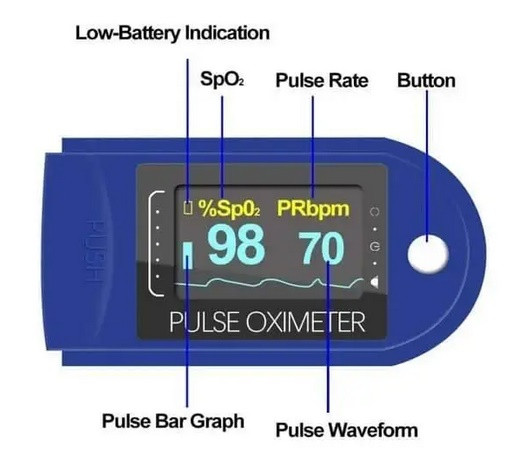 Low-Battery Indication
SpO₂ Pulse Rate Button
%Sp0₂ PRbpm
98 70
PUSH
PULSE OXIMETER
Pulse Bar Graph
Pulse Waveform